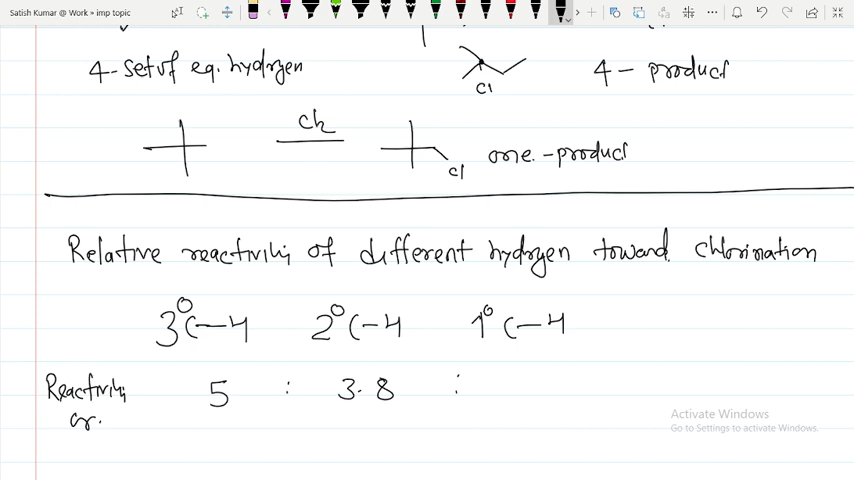 Satish Kumar @ Work » imp topic
4- set of eq. hydrogen
Cl
4 - product
Cl2
Cl
one - product
Relative reactivity of different hydrogen toward chlorination
3° C-H 2° C-H 1° C-H
Reactivity 5 : 3.8 :
or.
Activate Windows
Go to Settings to activate Windows.